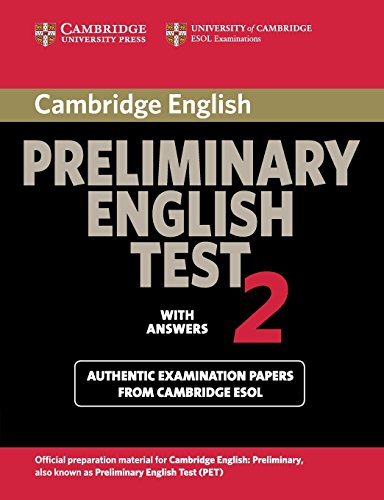 CAMBRIDGE
UNIVERSITY PRESS
UNIVERSITY of CAMBRIDGE
ESOL Examinations
Cambridge English
PRELIMINARY
ENGLISH
TEST
2
WITH
ANSWERS
AUTHENTIC EXAMINATION PAPERS
FROM CAMBRIDGE ESOL
Official preparation material for Cambridge English: Preliminary,
also known as Preliminary English Test (PET)